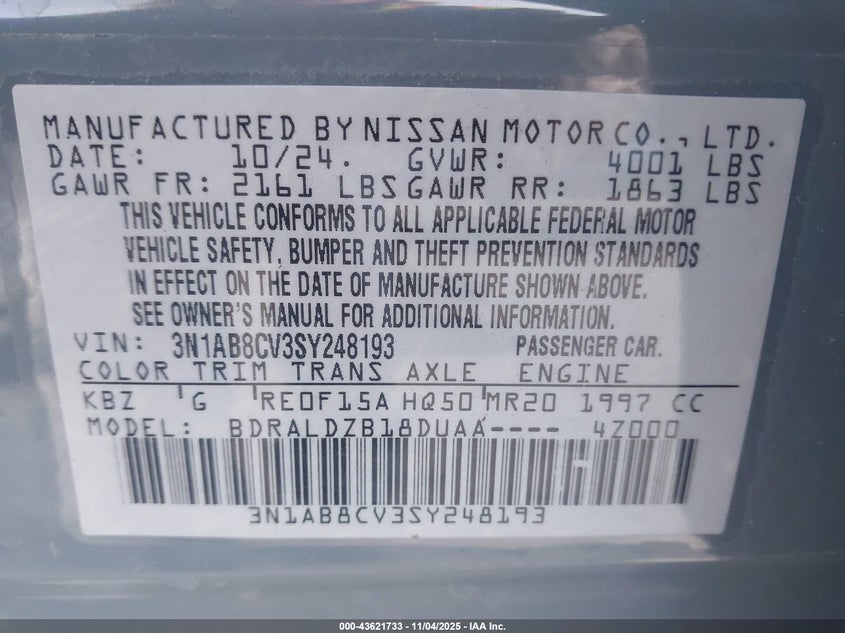 MANUFACTURED BY NISSAN MOTOR CO., LTD.
DATE: 10/24. GVWR: 4001 LBS
GAWR FR: 2161 LBS GAWR RR: 1863 LBS
THIS VEHICLE CONFORMS TO ALL APPLICABLE FEDERAL MOTOR
VEHICLE SAFETY, BUMPER AND THEFT PREVENTION STANDARDS
IN EFFECT ON THE DATE OF MANUFACTURE SHOWN ABOVE.
SEE OWNER'S MANUAL FOR ADDITIONAL INFORMATION.
VIN: 3N1AB8CV3SY248193 PASSENGER CAR.
COLOR TRIM TRANS AXLE ENGINE
KBZ G RE0F15A HQ50 MR20 1997 CC
MODEL: BDRALDZB18DUAA---- 4Z000
3N1AB8CV3SY248193
000-43621733 - 11/04/2025 - IAA Inc.